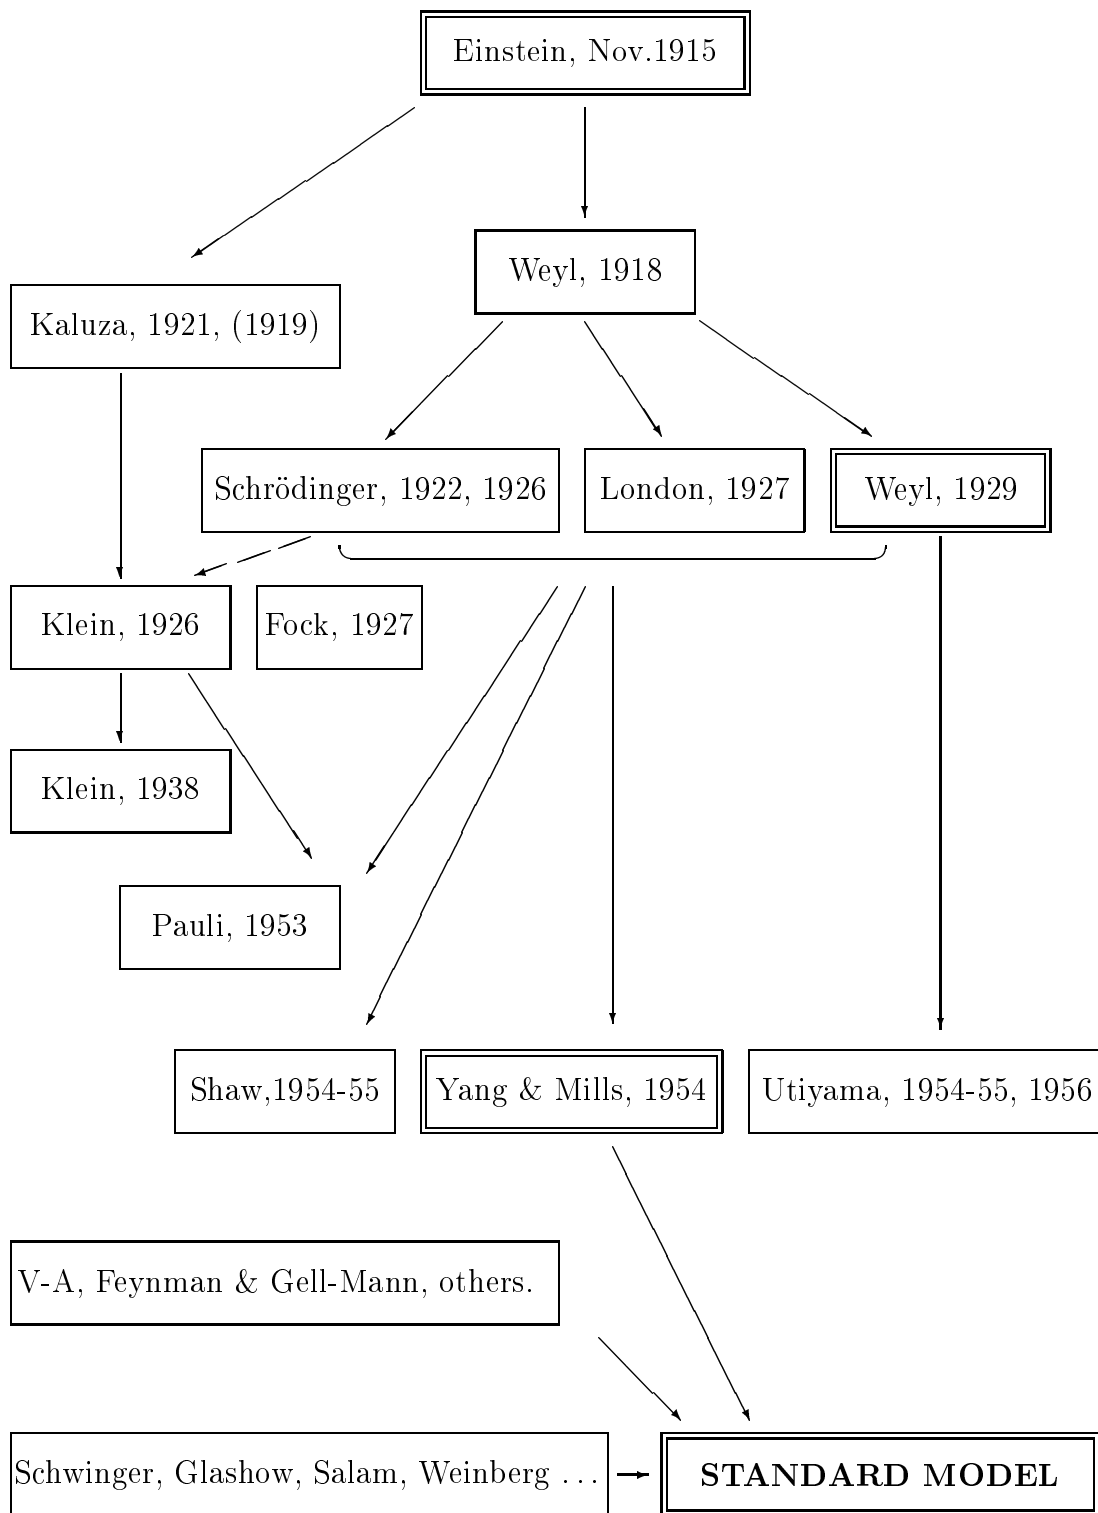 Einstein, Nov.1915
Weyl, 1918
Kaluza, 1921, (1919)
Schrödinger, 1922, 1926
London, 1927
Weyl, 1929
Klein, 1926
Fock, 1927
Klein, 1938
Pauli, 1953
Shaw,1954-55
Yang & Mills, 1954
Utiyama, 1954-55, 1956
V-A, Feynman & Gell-Mann, others.
Schwinger, Glashow, Salam, Weinberg ...
STANDARD MODEL